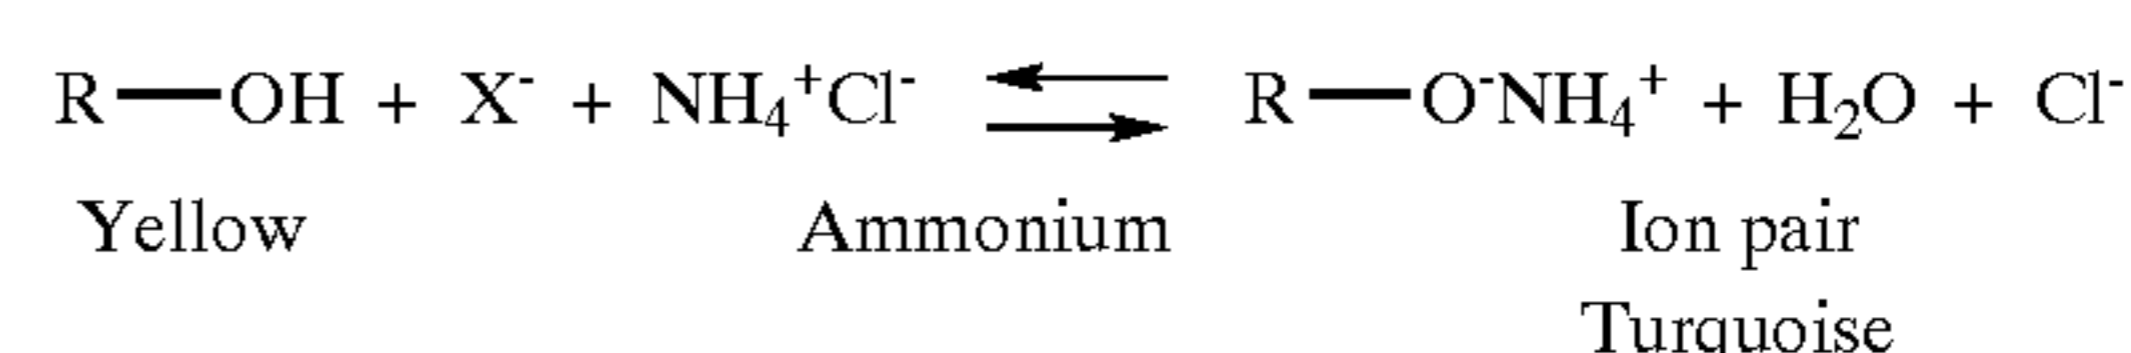 R—OH + X⁻ + NH₄⁺Cl⁻ ⇄ R—O⁻NH₄⁺ + H₂O + Cl⁻
Yellow Ammonium Ion pair
Turquoise